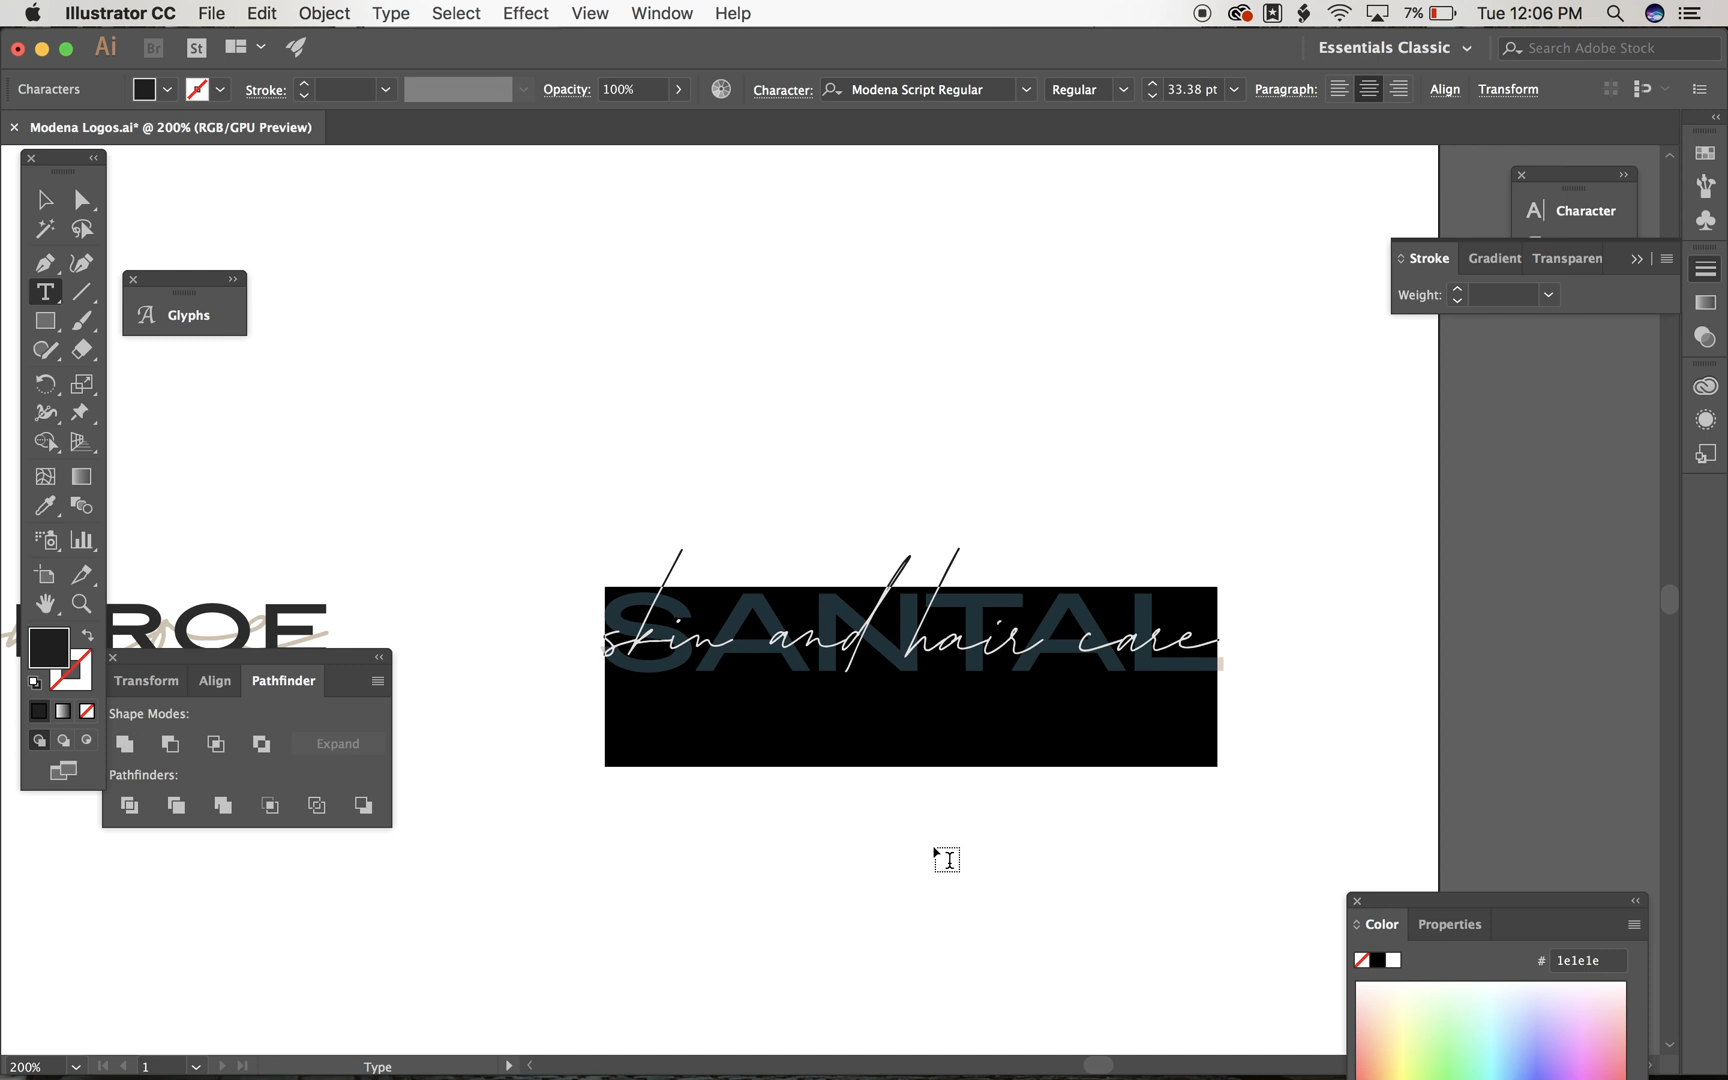 Illustrator CC File Edit Object Type Select Effect View Window Help
7% Tue 12:06 PM
Ai Br St
Essentials Classic
Search Adobe Stock
Characters
Stroke:
Opacity: 100%
Character: Modena Script Regular
Regular
33.38 pt
Paragraph:
Align
Transform
Modena Logos.ai* @ 200% (RGB/GPU Preview)
A Character
Stroke Gradient Transparen
Weight:
Glyphs
T
SANTAL
skin and hair care
ROE
Transform Align Pathfinder
Shape Modes:
Expand
Pathfinders:
Color Properties
# 1e1e1e
200%
1
Type